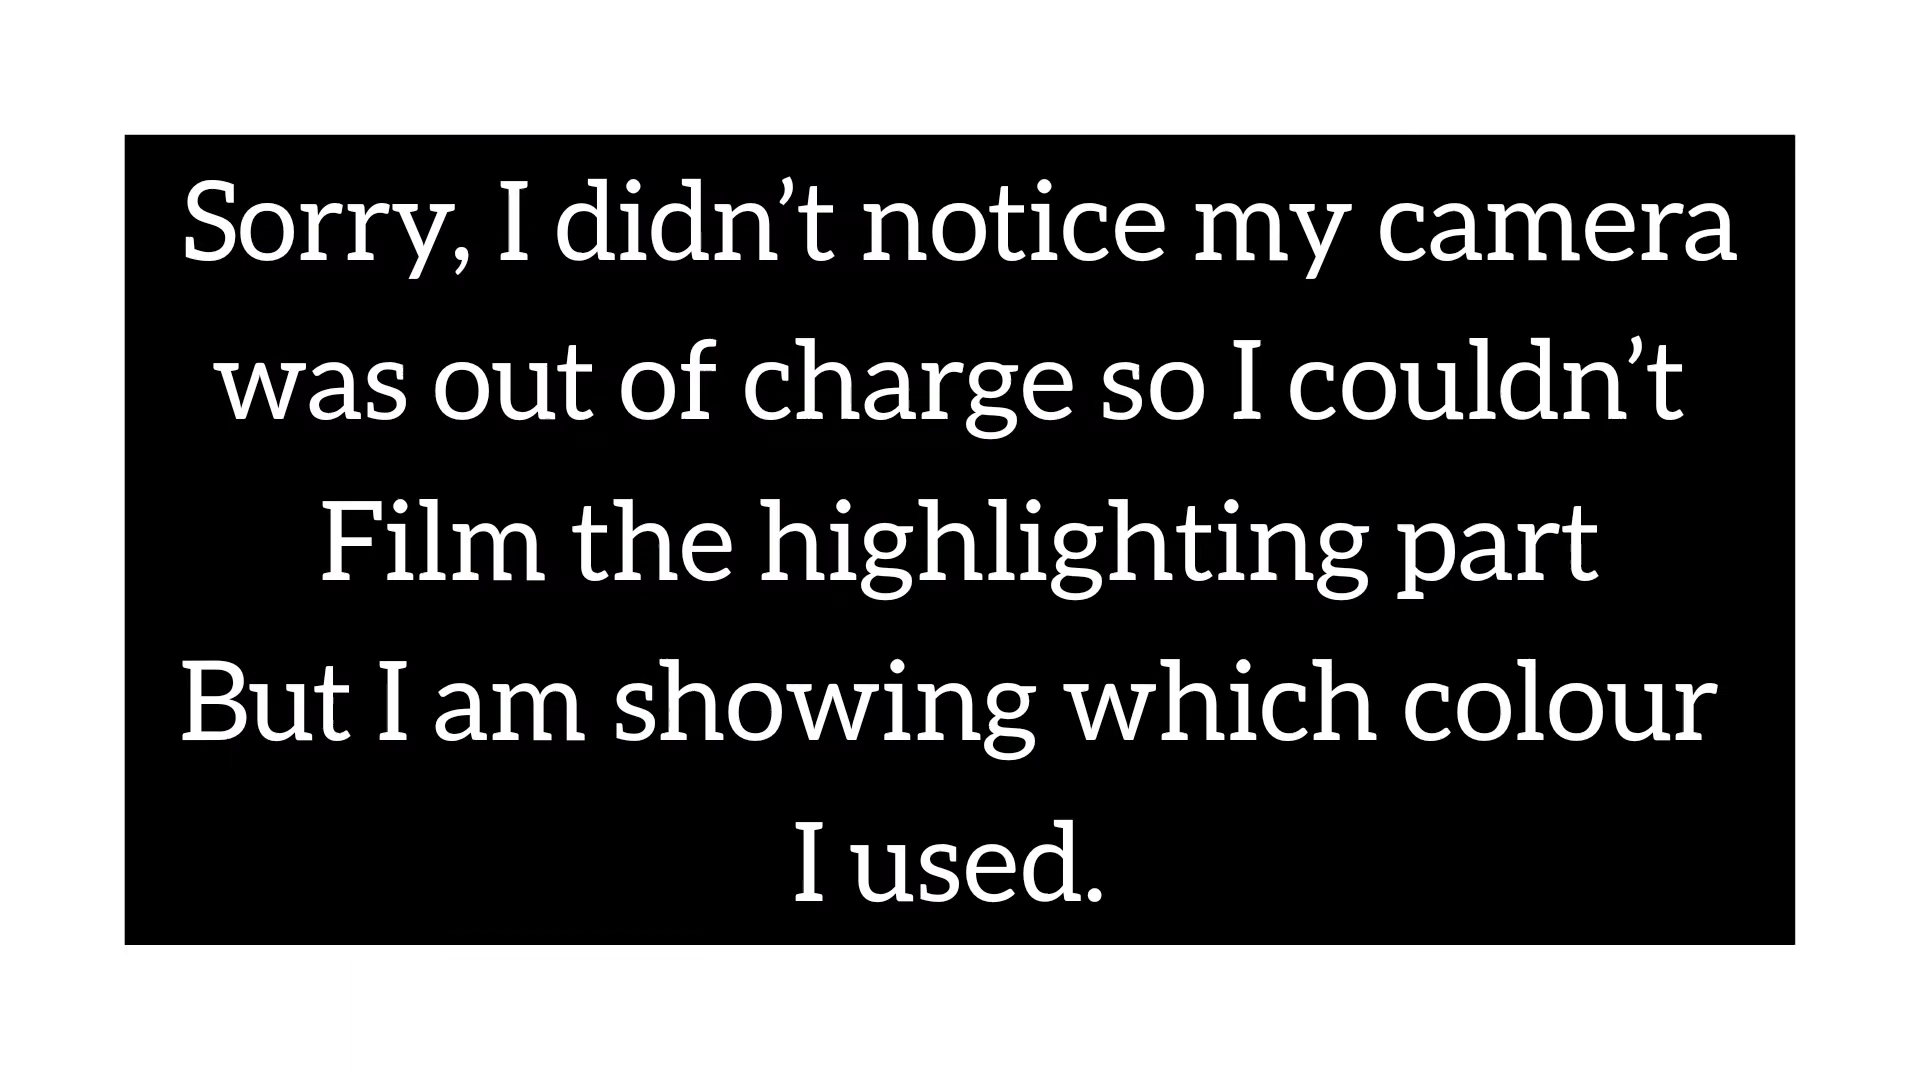 Sorry, I didn’t notice my camera
was out of charge so I couldn’t
Film the highlighting part
But I am showing which colour
I used.